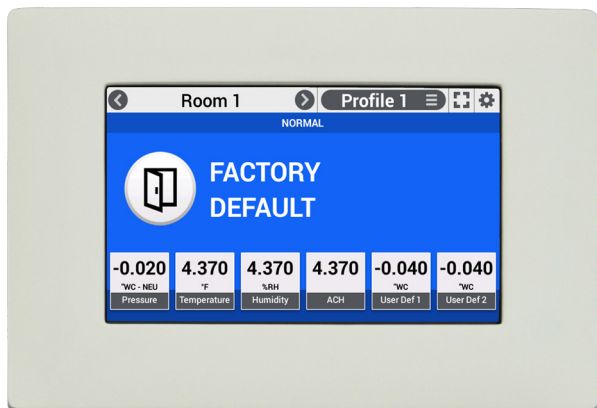 Room 1
Profile 1
NORMAL
FACTORY
DEFAULT
-0.020 4.370 4.370 4.370 -0.040 -0.040
"WC - NEU °F %RH "WC "WC
Pressure Temperature Humidity ACH User Def 1 User Def 2